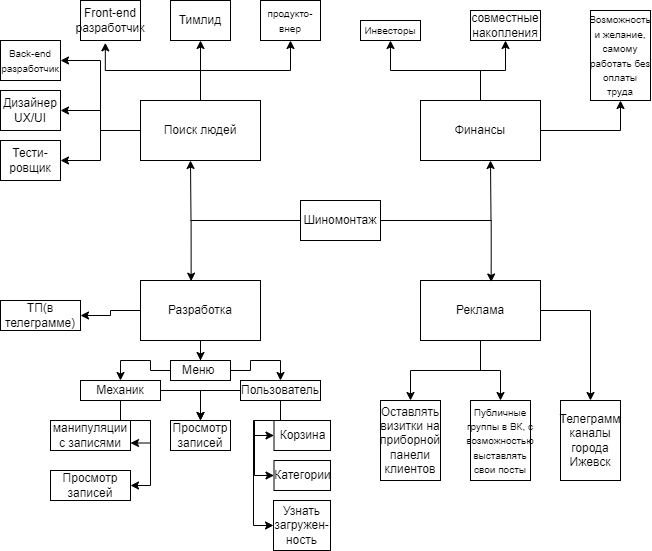 Front-end
разработчик
Тимлид
продукто-
внер
Инвесторы
совместные
накопления
Возможность
и желание,
самому
работать без
оплаты
труда
Back-end
разработчик
Дизайнер
UX/UI
Тести-
ровщик
Поиск людей
Финансы
Шиномонтаж
ТП(в
телеграмме)
Разработка
Реклама
Меню
Механик
Пользователь
манипуляции
с записями
Просмотр
записей
Просмотр
записей
Корзина
Категории
Узнать
загружен-
ность
Оставлять
визитки на
приборной
панели
клиентов
Публичные
группы в ВК, с
возможностью
выставлять
свои посты
Телеграмм
каналы
города
Ижевск